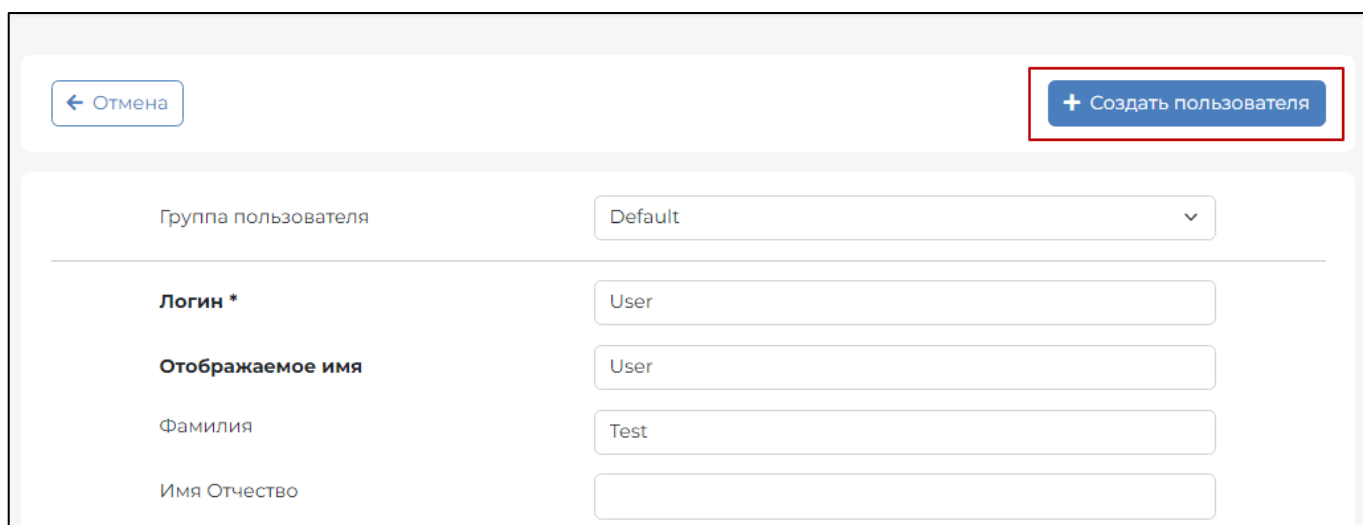 Отмена
Создать пользователя
Группа пользователя Default
Логин * User
Отображаемое имя User
Фамилия Test
Имя Отчество